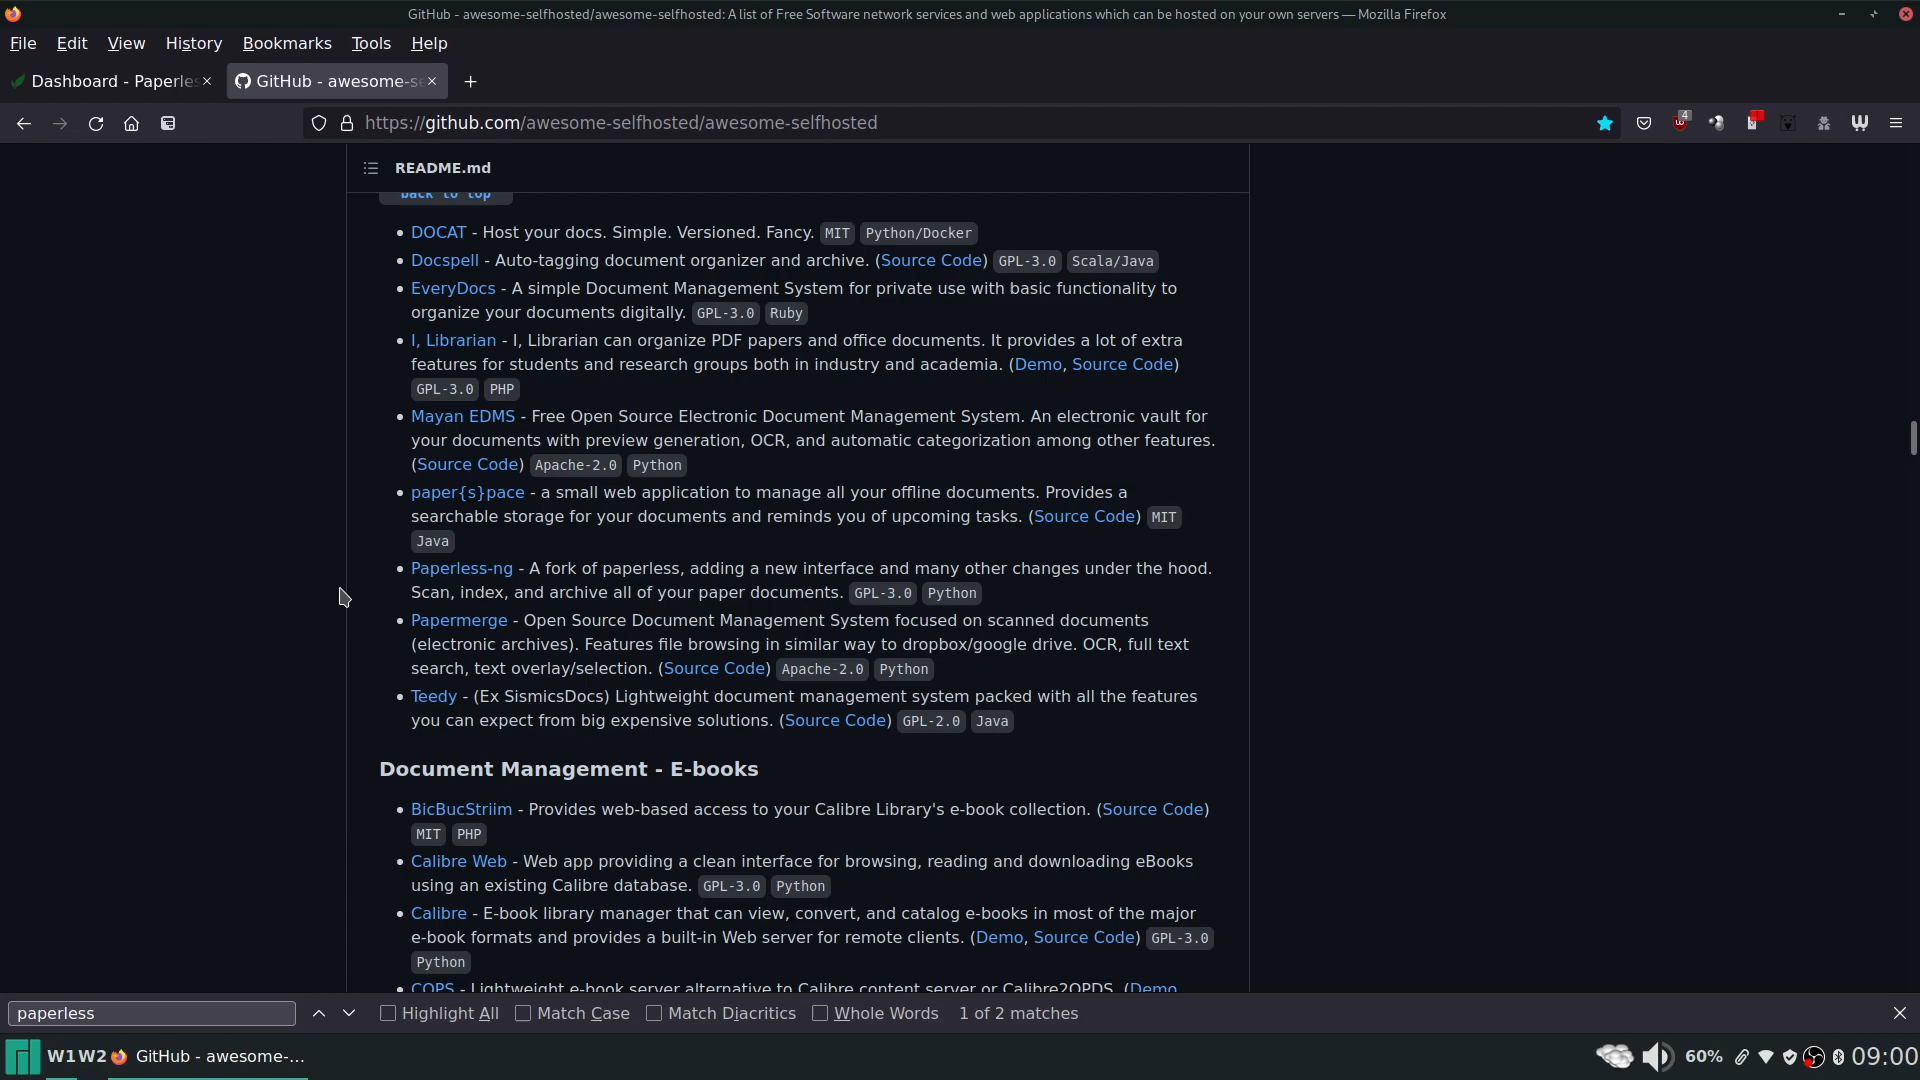 GitHub - awesome-selfhosted/awesome-selfhosted: A list of Free Software network services and web applications which can be hosted on your own servers — Mozilla Firefox
File Edit View History Bookmarks Tools Help
Dashboard - Paperles GitHub - awesome-se
https://github.com/awesome-selfhosted/awesome-selfhosted 4
README.md
back to top
DOCAT - Host your docs. Simple. Versioned. Fancy. MIT Python/Docker
Docspell - Auto-tagging document organizer and archive. (Source Code) GPL-3.0 Scala/Java
EveryDocs - A simple Document Management System for private use with basic functionality to
organize your documents digitally. GPL-3.0 Ruby
I, Librarian - I, Librarian can organize PDF papers and office documents. It provides a lot of extra
features for students and research groups both in industry and academia. (Demo, Source Code)
GPL-3.0 PHP
Mayan EDMS - Free Open Source Electronic Document Management System. An electronic vault for
your documents with preview generation, OCR, and automatic categorization among other features.
(Source Code) Apache-2.0 Python
paper{s}pace - a small web application to manage all your offline documents. Provides a
searchable storage for your documents and reminds you of upcoming tasks. (Source Code) MIT
Java
Paperless-ng - A fork of paperless, adding a new interface and many other changes under the hood.
Scan, index, and archive all of your paper documents. GPL-3.0 Python
Papermerge - Open Source Document Management System focused on scanned documents
(electronic archives). Features file browsing in similar way to dropbox/google drive. OCR, full text
search, text overlay/selection. (Source Code) Apache-2.0 Python
Teedy - (Ex SismicsDocs) Lightweight document management system packed with all the features
you can expect from big expensive solutions. (Source Code) GPL-2.0 Java
Document Management - E-books
BicBucStriim - Provides web-based access to your Calibre Library's e-book collection. (Source Code)
MIT PHP
Calibre Web - Web app providing a clean interface for browsing, reading and downloading eBooks
using an existing Calibre database. GPL-3.0 Python
Calibre - E-book library manager that can view, convert, and catalog e-books in most of the major
e-book formats and provides a built-in Web server for remote clients. (Demo, Source Code) GPL-3.0
Python
COPS - Lightweight e-book server alternative to Calibre content server or Calibre2OPDS. (Demo
paperless Highlight All Match Case Match Diacritics Whole Words 1 of 2 matches
W1 W2 GitHub - awesome-... 60% 09:00